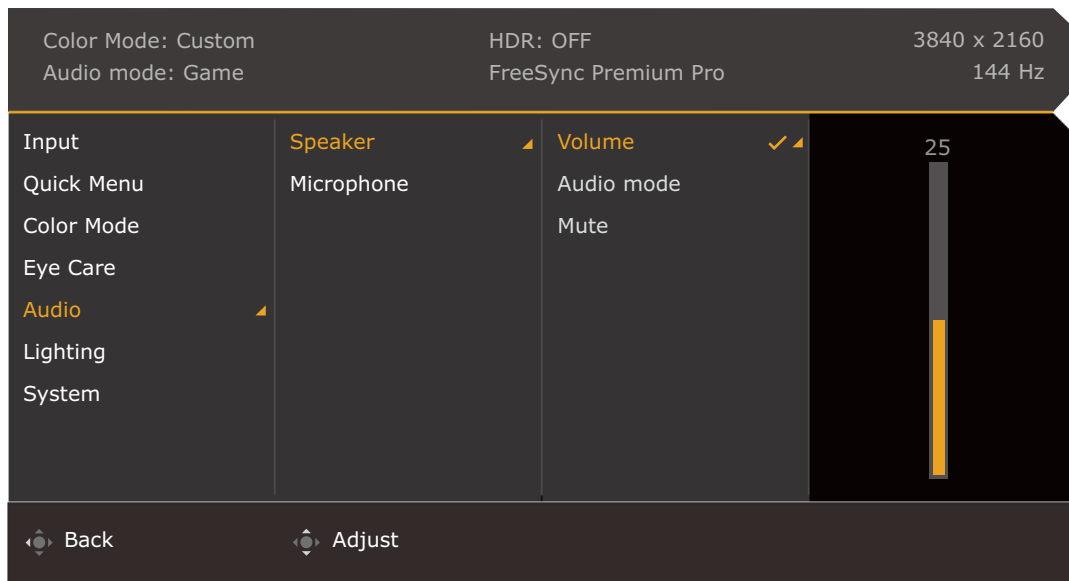 Color Mode: Custom
HDR: OFF
3840 x 2160
Audio mode: Game
FreeSync Premium Pro
144 Hz
Input
Speaker
Volume
25
Quick Menu
Microphone
Audio mode
Color Mode
Mute
Eye Care
Audio
Lighting
System
Back
Adjust